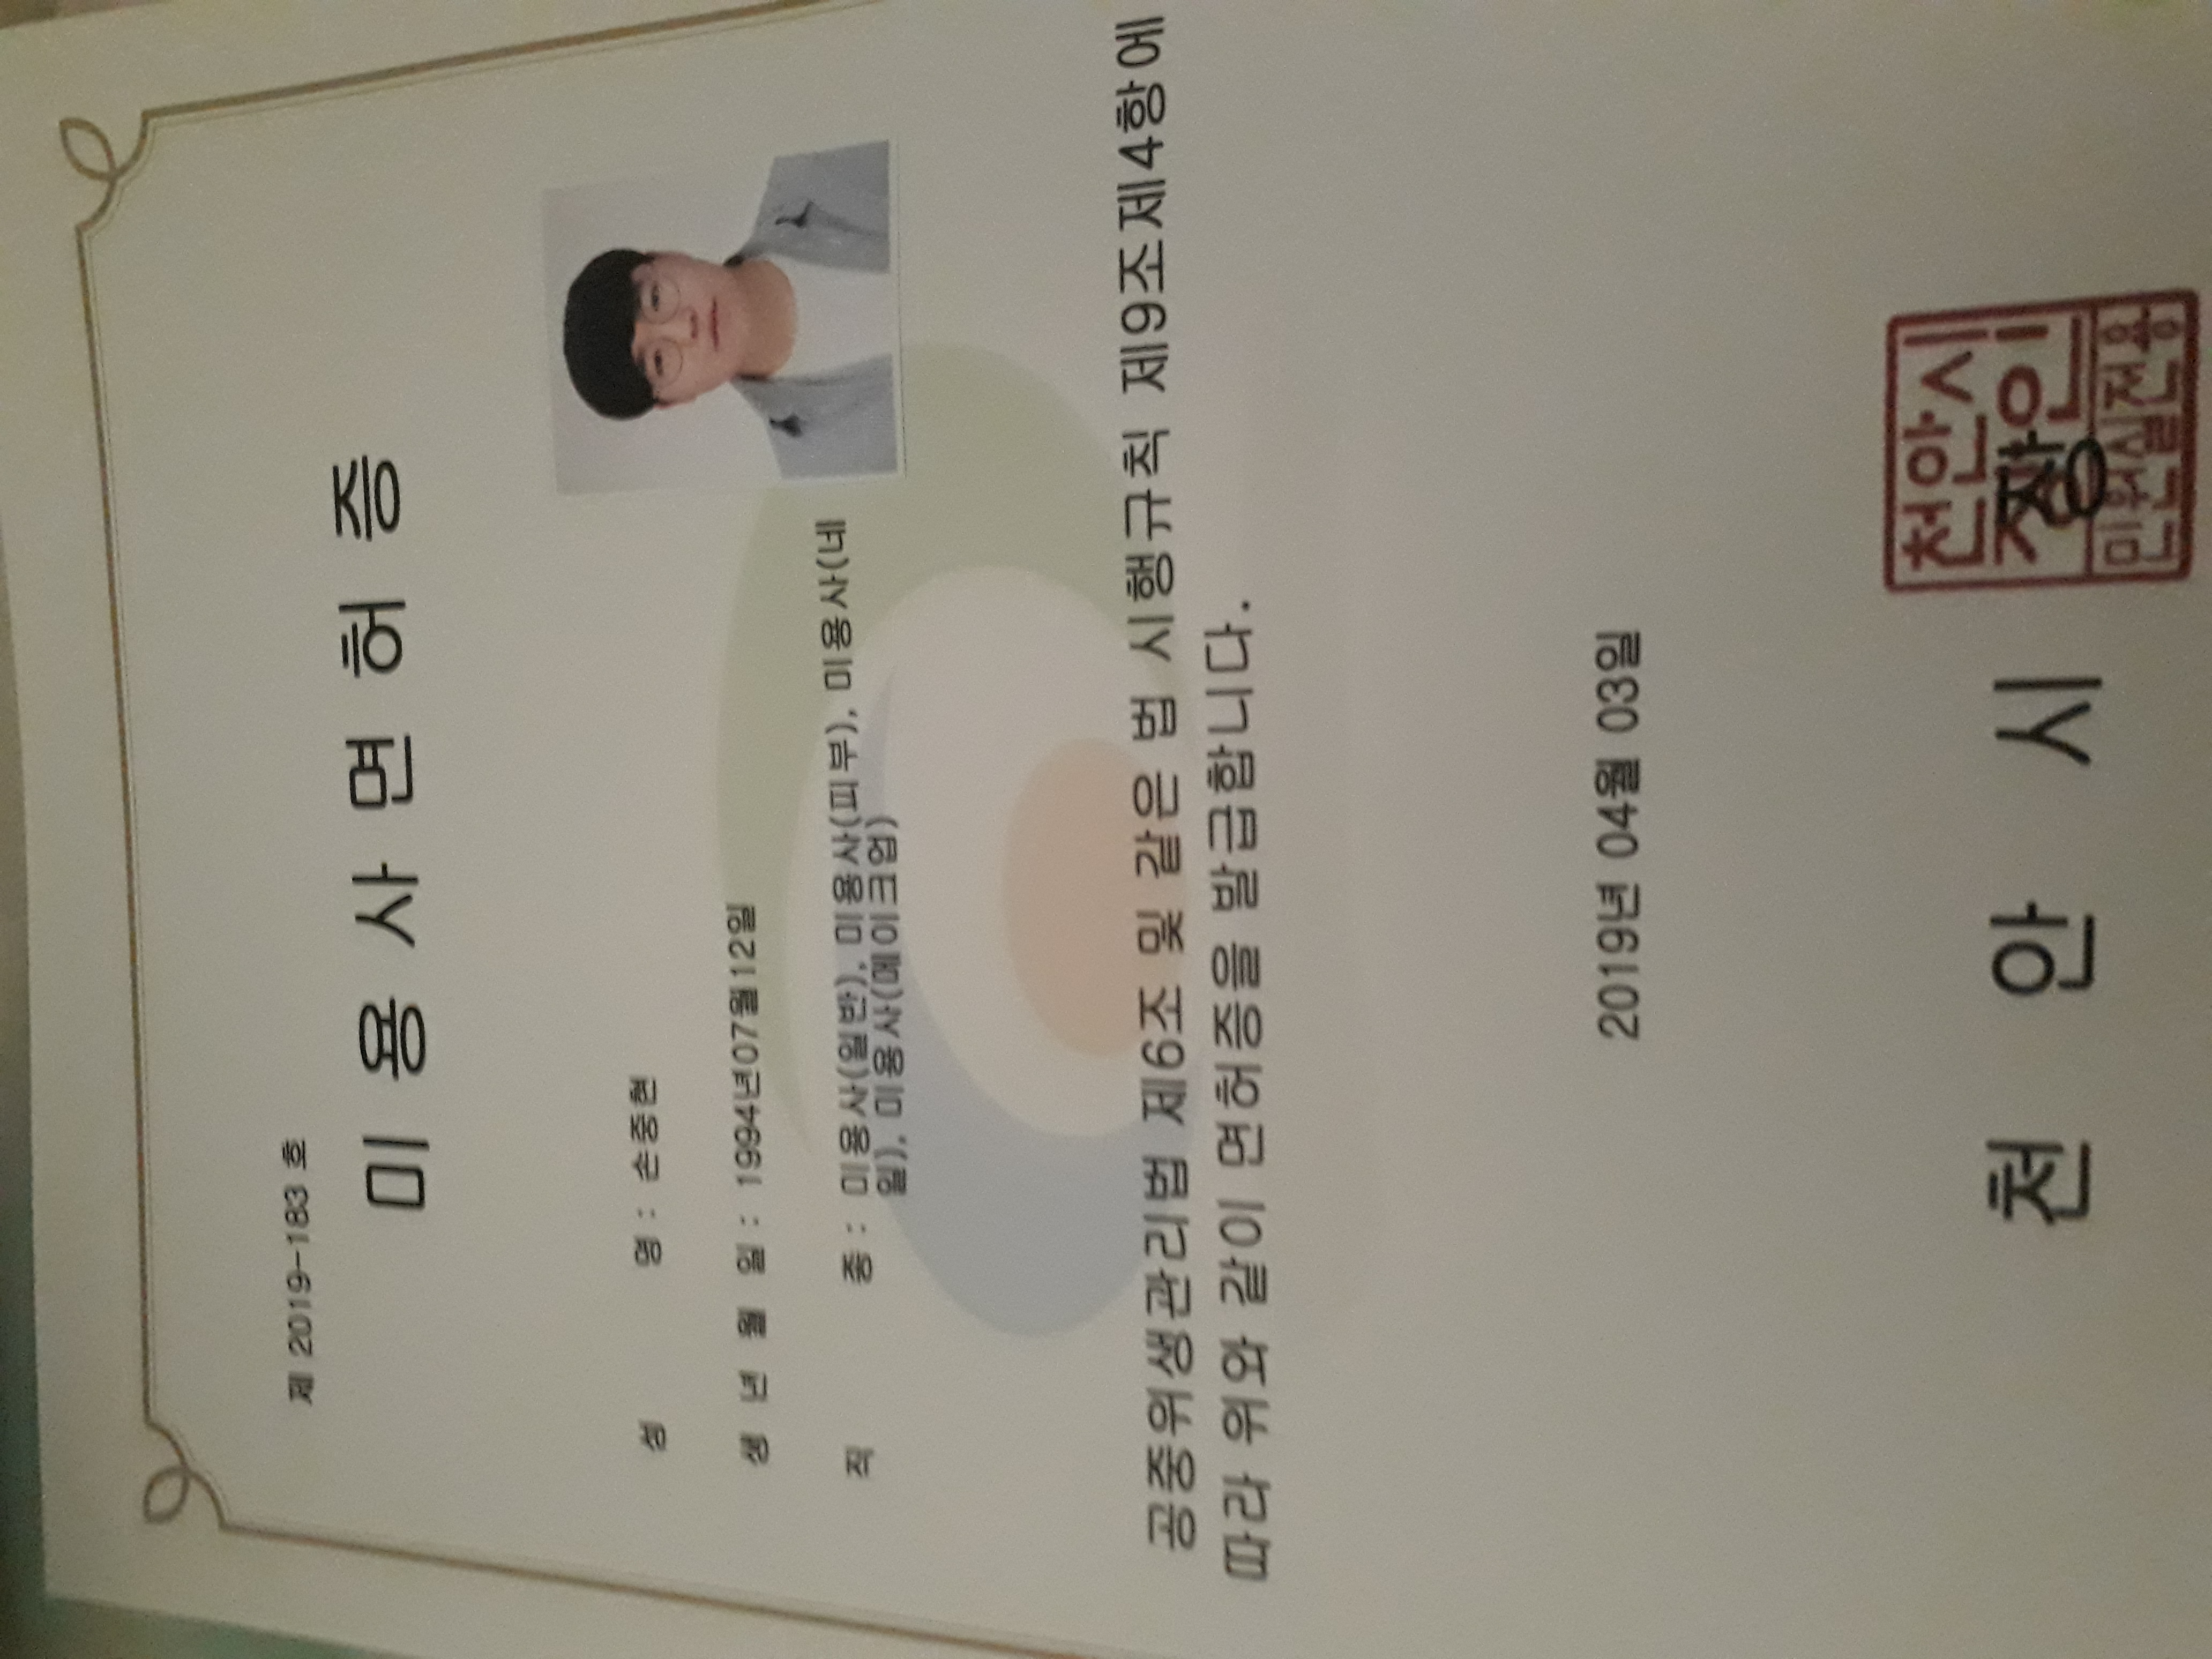 제 2019-183 호
미 용 사 면 허 증
성 명 : 손중현
생 년 월 일 : 1994년07월12일
직 종 : 미용사(일반), 미용사(피부), 미용사(네
일), 미용사(메이크업)
공중위생관리법 제6조 및 같은 법 시행규칙 제9조제4항에
따라 위와 같이 면허증을 발급합니다.
2019년 04월 03일
천 안 시 장
천안시
장인
민원실전용